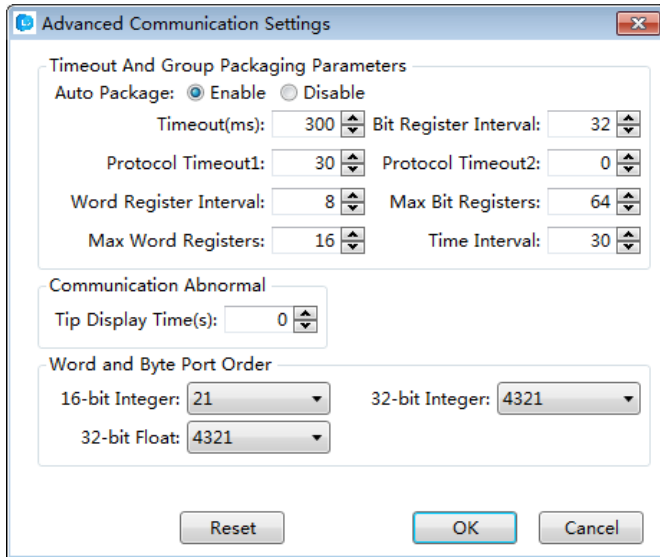 Advanced Communication Settings
Timeout And Group Packaging Parameters
Auto Package: Enable Disable
Timeout(ms): 300 Bit Register Interval: 32
Protocol Timeout1: 30 Protocol Timeout2: 0
Word Register Interval: 8 Max Bit Registers: 64
Max Word Registers: 16 Time Interval: 30
Communication Abnormal
Tip Display Time(s): 0
Word and Byte Port Order
16-bit Integer: 21 32-bit Integer: 4321
32-bit Float: 4321
Reset OK Cancel